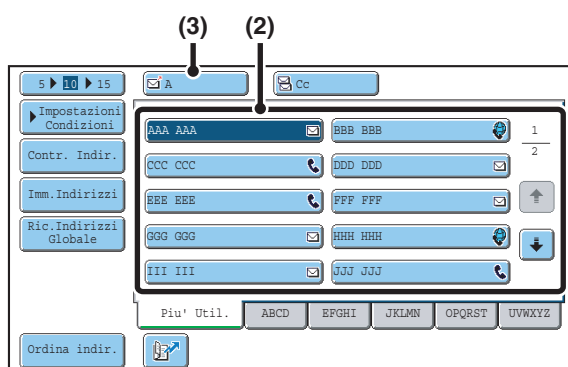 (3) (2)
5 10 15 A Cc
Impostazioni
Condizioni
AAA AAA BBB BBB 1
Contr. Indir. CCC CCC DDD DDD 2
Imm.Indirizzi EEE EEE FFF FFF
Ric.Indirizzi
Globale
GGG GGG HHH HHH
III III JJJ JJJ
Piu' Util. ABCD EFGHI JKLMN OPQRST UVWXYZ
Ordina indir.